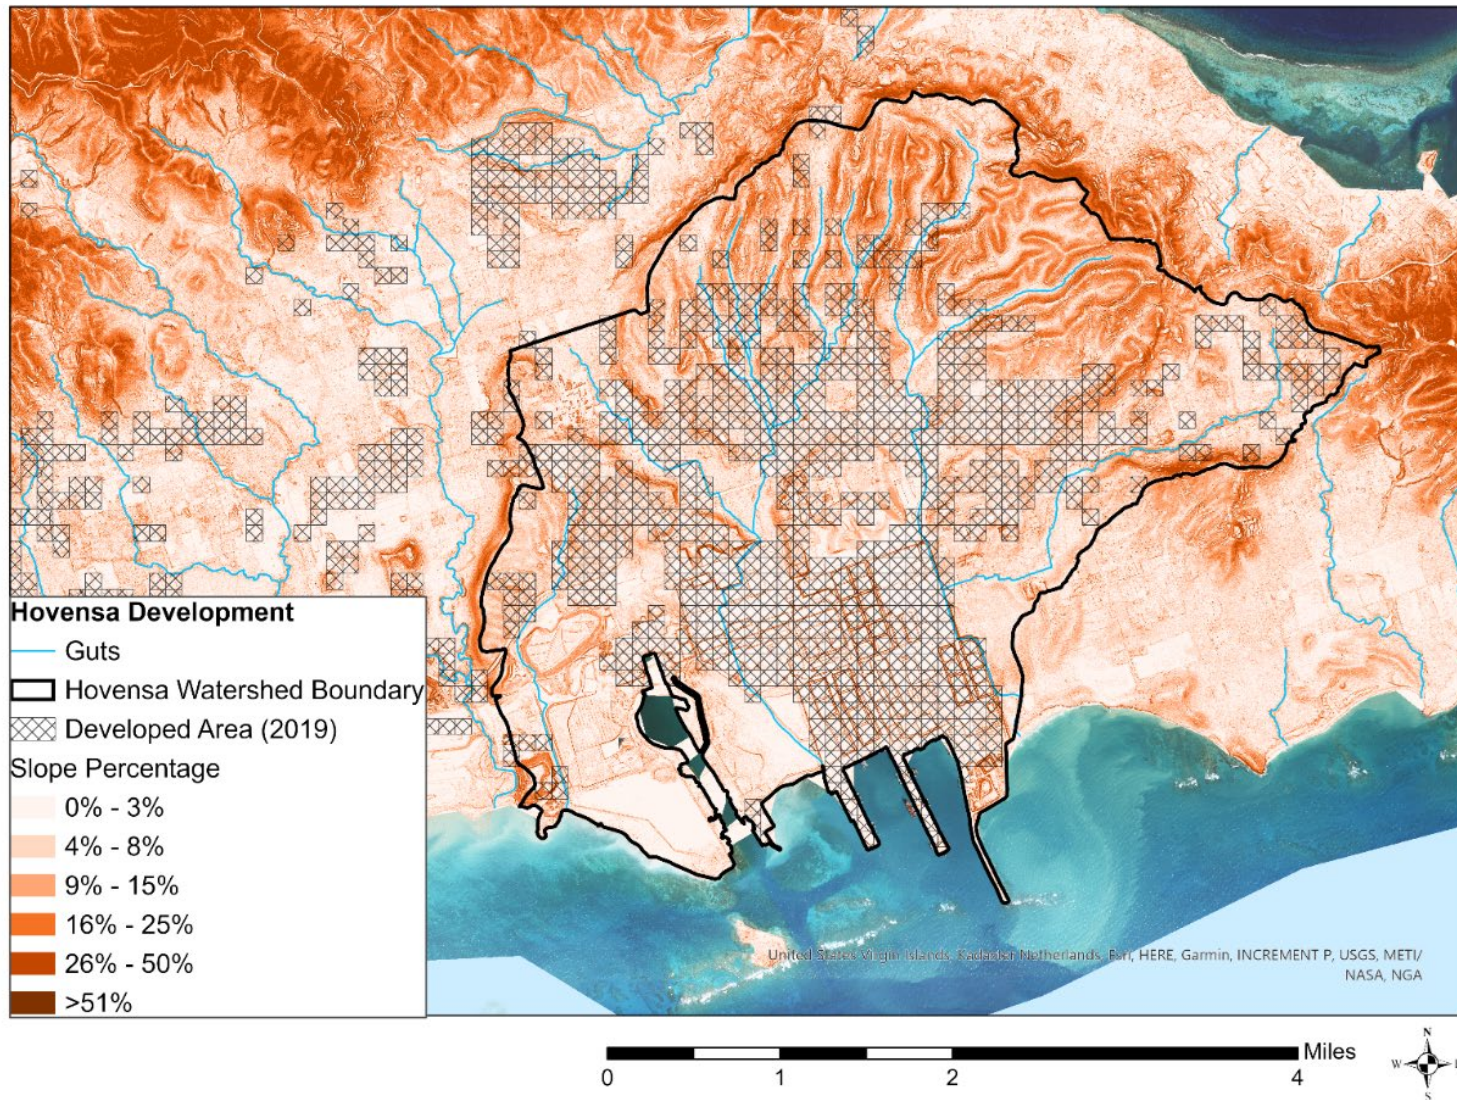 Hovensa Development
Guts
Hovensa Watershed Boundary
Developed Area (2019)
Slope Percentage
0% - 3%
4% - 8%
9% - 15%
16% - 25%
26% - 50%
>51%
United States Virgin Islands, Kadaster Netherlands, Esri, HERE, Garmin, INCREMENT P, USGS, METI/
NASA, NGA
Miles
0 1 2 4
N
W E
S